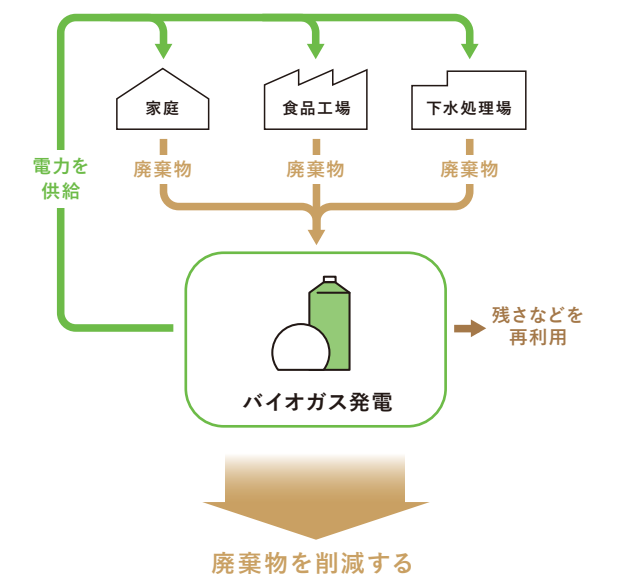 家庭
食品工場
下水処理場
電力を
供給
廃棄物
廃棄物
廃棄物
バイオガス発電
残さなどを
再利用
廃棄物を削減する